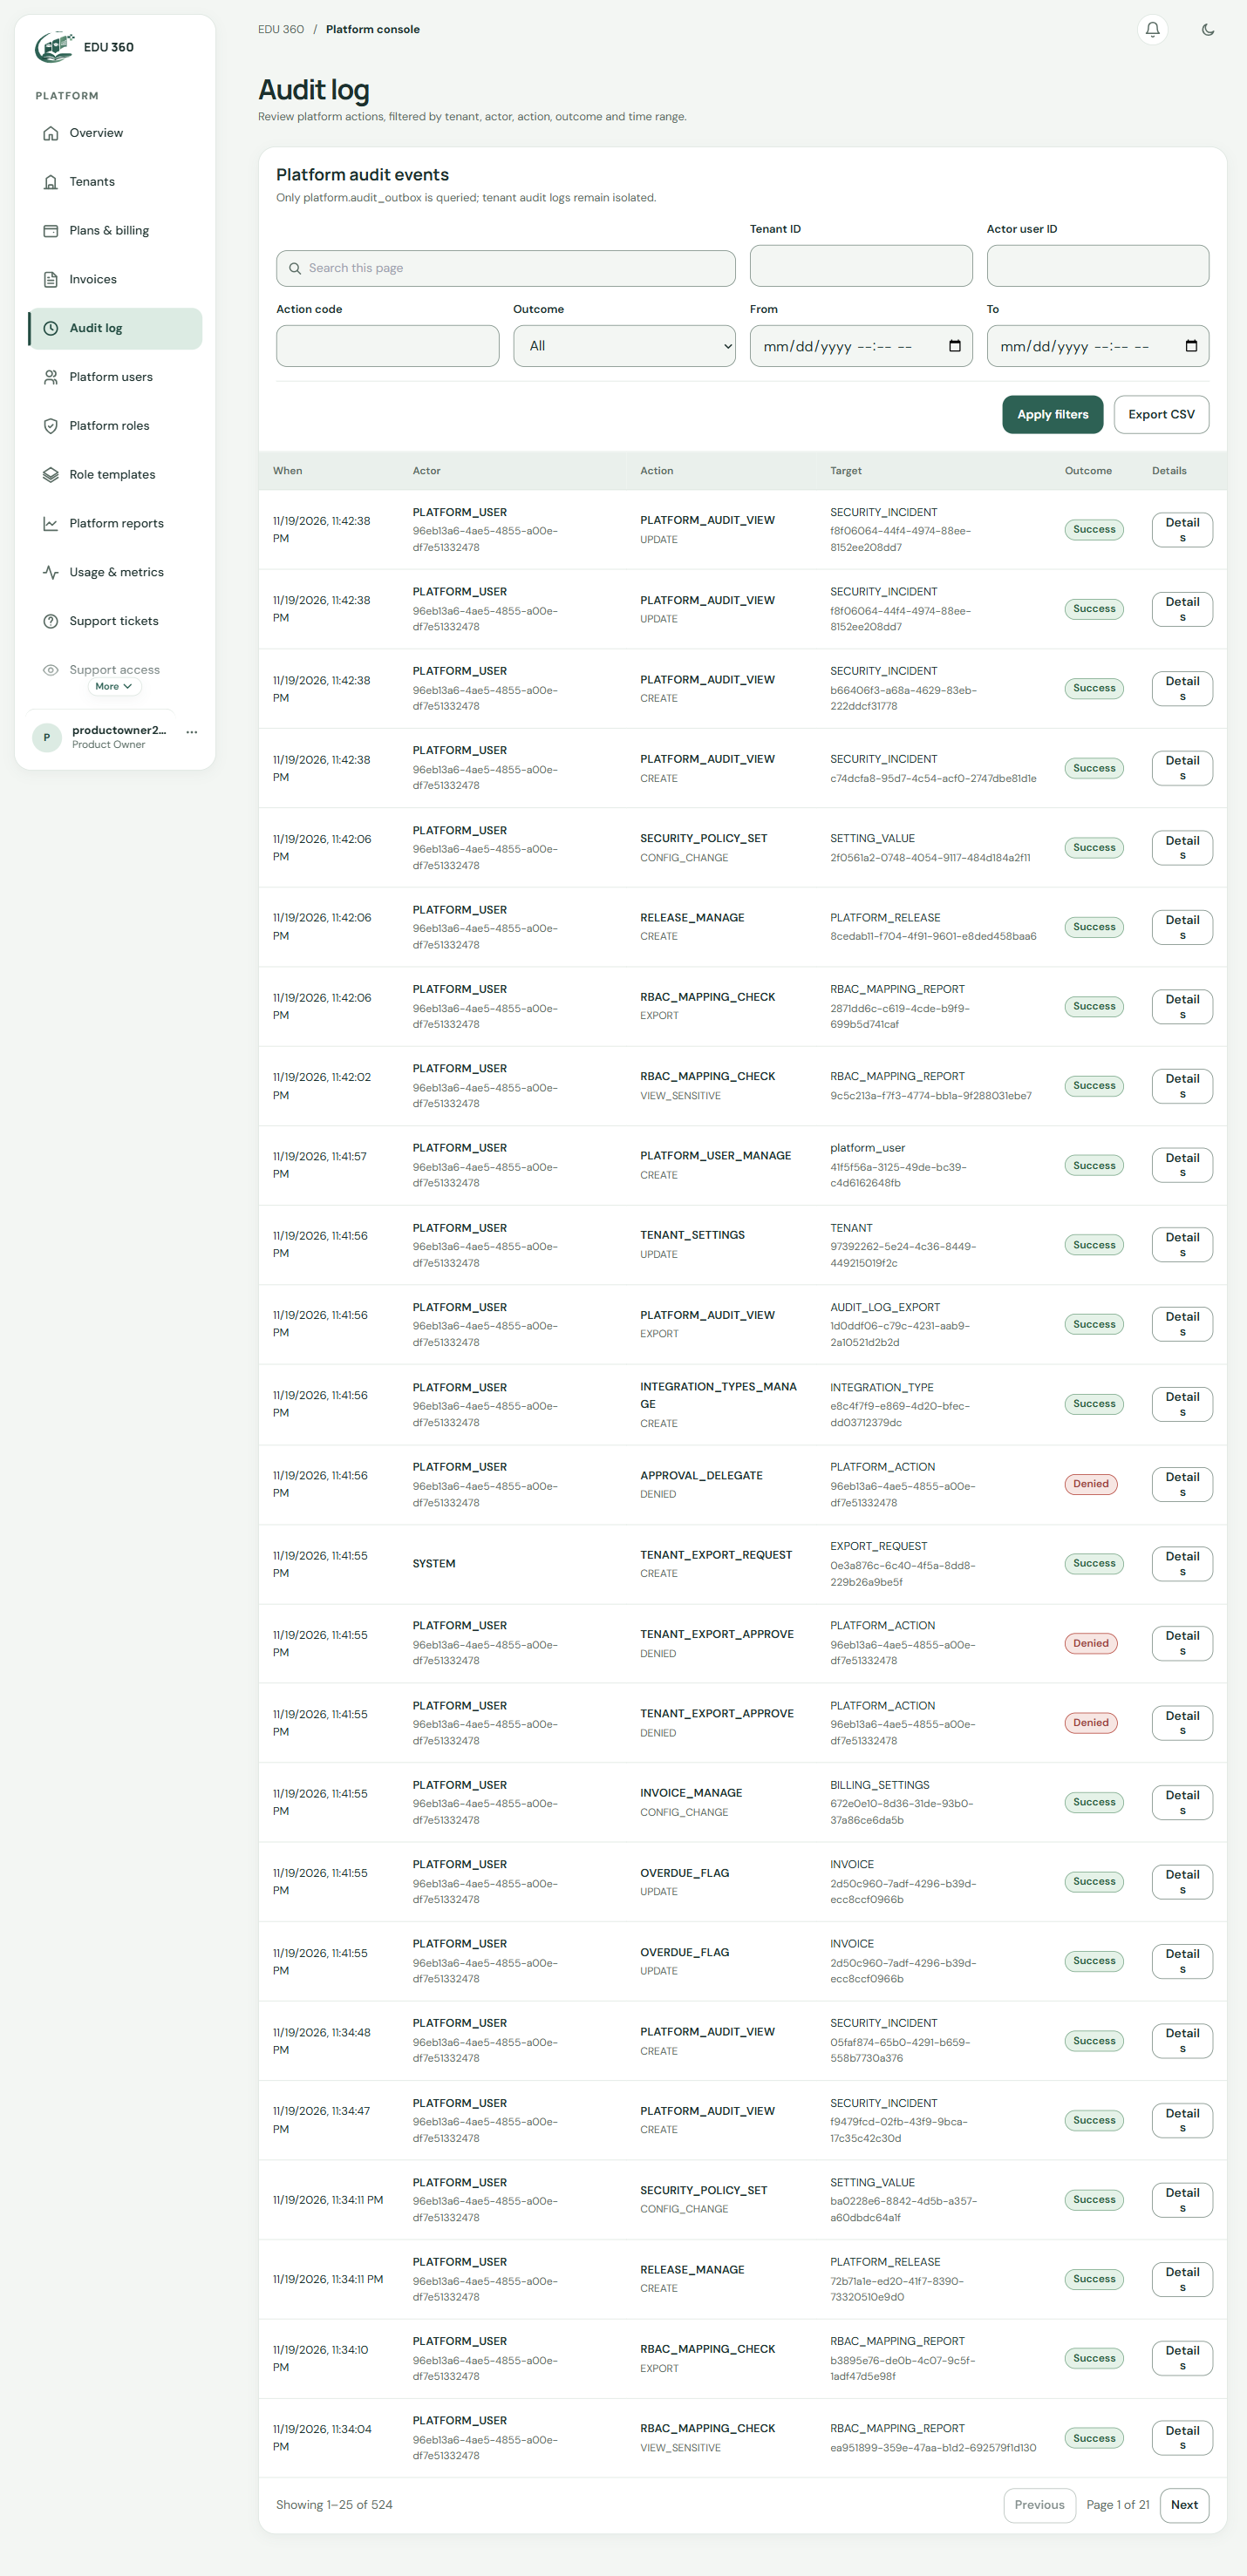 EDU 360
PLATFORM
Overview
Tenants
Plans & billing
Invoices
Audit log
Platform users
Platform roles
Role templates
Platform reports
Usage & metrics
Support tickets
Support access
More
P
productowner2...
Product Owner
EDU 360 / Platform console
Audit log
Review platform actions, filtered by tenant, actor, action, outcome and time range.
Platform audit events
Only platform.audit_outbox is queried; tenant audit logs remain isolated.
Search this page
Tenant ID
Actor user ID
Action code
Outcome
All
From
mm/dd/yyyy --:-- --
To
mm/dd/yyyy --:-- --
Apply filters
Export CSV
When Actor Action Target Outcome Details
11/19/2026, 11:42:38 PM
PLATFORM_USER
96eb13a6-4ae5-4855-a00e-df7e51332478
PLATFORM_AUDIT_VIEW
UPDATE
SECURITY_INCIDENT
f8f06064-44f4-4974-88ee-8152ee208dd7
Success
Details
11/19/2026, 11:42:38 PM
PLATFORM_USER
96eb13a6-4ae5-4855-a00e-df7e51332478
PLATFORM_AUDIT_VIEW
UPDATE
SECURITY_INCIDENT
f8f06064-44f4-4974-88ee-8152ee208dd7
Success
Details
11/19/2026, 11:42:38 PM
PLATFORM_USER
96eb13a6-4ae5-4855-a00e-df7e51332478
PLATFORM_AUDIT_VIEW
CREATE
SECURITY_INCIDENT
b66406f3-a68a-4629-83eb-222ddcf31778
Success
Details
11/19/2026, 11:42:38 PM
PLATFORM_USER
96eb13a6-4ae5-4855-a00e-df7e51332478
PLATFORM_AUDIT_VIEW
CREATE
SECURITY_INCIDENT
c74dcfa8-95d7-4c54-acf0-2747dbe81d1e
Success
Details
11/19/2026, 11:42:06 PM
PLATFORM_USER
96eb13a6-4ae5-4855-a00e-df7e51332478
SECURITY_POLICY_SET
CONFIG_CHANGE
SETTING_VALUE
2f0561a2-0748-4054-9117-484d184a2f11
Success
Details
11/19/2026, 11:42:06 PM
PLATFORM_USER
96eb13a6-4ae5-4855-a00e-df7e51332478
RELEASE_MANAGE
CREATE
PLATFORM_RELEASE
8cedab11-f704-4f91-9601-e8ded458baa6
Success
Details
11/19/2026, 11:42:06 PM
PLATFORM_USER
96eb13a6-4ae5-4855-a00e-df7e51332478
RBAC_MAPPING_CHECK
EXPORT
RBAC_MAPPING_REPORT
2871dd6c-c619-4cde-b9f9-699b5d741caf
Success
Details
11/19/2026, 11:42:02 PM
PLATFORM_USER
96eb13a6-4ae5-4855-a00e-df7e51332478
RBAC_MAPPING_CHECK
VIEW_SENSITIVE
RBAC_MAPPING_REPORT
9c5c213a-f7f3-4774-bb1a-9f288031ebe7
Success
Details
11/19/2026, 11:41:57 PM
PLATFORM_USER
96eb13a6-4ae5-4855-a00e-df7e51332478
PLATFORM_USER_MANAGE
CREATE
platform_user
41f5f56a-3125-49de-bc39-c4d6162648fb
Success
Details
11/19/2026, 11:41:56 PM
PLATFORM_USER
96eb13a6-4ae5-4855-a00e-df7e51332478
TENANT_SETTINGS
UPDATE
TENANT
97392262-5e24-4c36-8449-449215019f2c
Success
Details
11/19/2026, 11:41:56 PM
PLATFORM_USER
96eb13a6-4ae5-4855-a00e-df7e51332478
PLATFORM_AUDIT_VIEW
EXPORT
AUDIT_LOG_EXPORT
1d0ddf06-c79c-4231-aab9-2a10521d2b2d
Success
Details
11/19/2026, 11:41:56 PM
PLATFORM_USER
96eb13a6-4ae5-4855-a00e-df7e51332478
INTEGRATION_TYPES_MANAGE
CREATE
INTEGRATION_TYPE
e8c4f7f9-e869-4d20-bfec-dd03712379dc
Success
Details
11/19/2026, 11:41:56 PM
PLATFORM_USER
96eb13a6-4ae5-4855-a00e-df7e51332478
APPROVAL_DELEGATE
DENIED
PLATFORM_ACTION
96eb13a6-4ae5-4855-a00e-df7e51332478
Denied
Details
11/19/2026, 11:41:55 PM
SYSTEM
TENANT_EXPORT_REQUEST
CREATE
EXPORT_REQUEST
0e3a876c-6c40-4f5a-8dd8-229b26a9be5f
Success
Details
11/19/2026, 11:41:55 PM
PLATFORM_USER
96eb13a6-4ae5-4855-a00e-df7e51332478
TENANT_EXPORT_APPROVE
DENIED
PLATFORM_ACTION
96eb13a6-4ae5-4855-a00e-df7e51332478
Denied
Details
11/19/2026, 11:41:55 PM
PLATFORM_USER
96eb13a6-4ae5-4855-a00e-df7e51332478
TENANT_EXPORT_APPROVE
DENIED
PLATFORM_ACTION
96eb13a6-4ae5-4855-a00e-df7e51332478
Denied
Details
11/19/2026, 11:41:55 PM
PLATFORM_USER
96eb13a6-4ae5-4855-a00e-df7e51332478
INVOICE_MANAGE
CONFIG_CHANGE
BILLING_SETTINGS
672e0e10-8d36-31de-93b0-37a86ce6da5b
Success
Details
11/19/2026, 11:41:55 PM
PLATFORM_USER
96eb13a6-4ae5-4855-a00e-df7e51332478
OVERDUE_FLAG
UPDATE
INVOICE
2d50c960-7adf-4296-b39d-ecc8ccf0966b
Success
Details
11/19/2026, 11:41:55 PM
PLATFORM_USER
96eb13a6-4ae5-4855-a00e-df7e51332478
OVERDUE_FLAG
UPDATE
INVOICE
2d50c960-7adf-4296-b39d-ecc8ccf0966b
Success
Details
11/19/2026, 11:34:48 PM
PLATFORM_USER
96eb13a6-4ae5-4855-a00e-df7e51332478
PLATFORM_AUDIT_VIEW
CREATE
SECURITY_INCIDENT
05faf874-65b0-4291-b659-558b7730a376
Success
Details
11/19/2026, 11:34:47 PM
PLATFORM_USER
96eb13a6-4ae5-4855-a00e-df7e51332478
PLATFORM_AUDIT_VIEW
CREATE
SECURITY_INCIDENT
f9479fcd-02fb-43f9-9bca-17c35c42c30d
Success
Details
11/19/2026, 11:34:11 PM
PLATFORM_USER
96eb13a6-4ae5-4855-a00e-df7e51332478
SECURITY_POLICY_SET
CONFIG_CHANGE
SETTING_VALUE
ba0228e6-8842-4d5b-a357-a60dbdc64a1f
Success
Details
11/19/2026, 11:34:11 PM
PLATFORM_USER
96eb13a6-4ae5-4855-a00e-df7e51332478
RELEASE_MANAGE
CREATE
PLATFORM_RELEASE
72b71a1e-ed20-41f7-8390-73320510e9d0
Success
Details
11/19/2026, 11:34:10 PM
PLATFORM_USER
96eb13a6-4ae5-4855-a00e-df7e51332478
RBAC_MAPPING_CHECK
EXPORT
RBAC_MAPPING_REPORT
b3895e76-de0b-4c07-9c5f-1adf47d5e98f
Success
Details
11/19/2026, 11:34:04 PM
PLATFORM_USER
96eb13a6-4ae5-4855-a00e-df7e51332478
RBAC_MAPPING_CHECK
VIEW_SENSITIVE
RBAC_MAPPING_REPORT
ea951899-359e-47aa-b1d2-692579f1d130
Success
Details
Showing 1–25 of 524
Previous
Page 1 of 21
Next